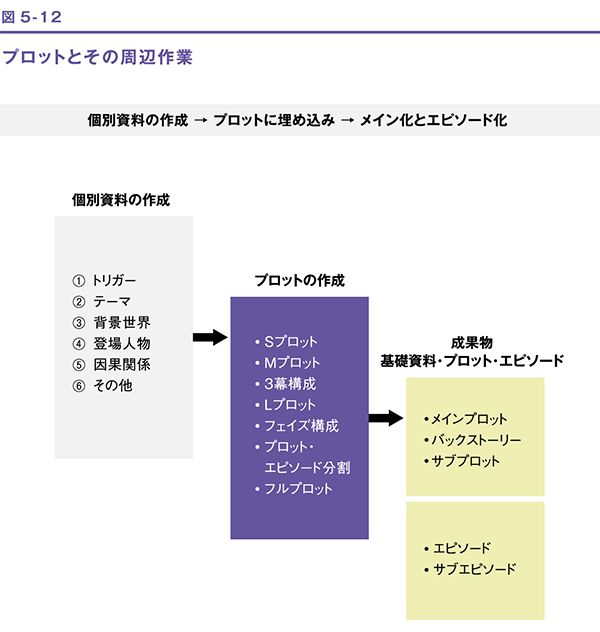 図 5-12
プロットとその周辺作業
個別資料の作成 → プロットに埋め込み → メイン化とエピソード化
個別資料の作成
① トリガー
② テーマ
③ 背景世界
④ 登場人物
⑤ 因果関係
⑥ その他
プロットの作成
• Sプロット
• Mプロット
• 3幕構成
• Lプロット
• フェイズ構成
• プロット・
エピソード分割
• フルプロット
成果物
基礎資料・プロット・エピソード
• メインプロット
• バックストーリー
• サブプロット
• エピソード
• サブエピソード